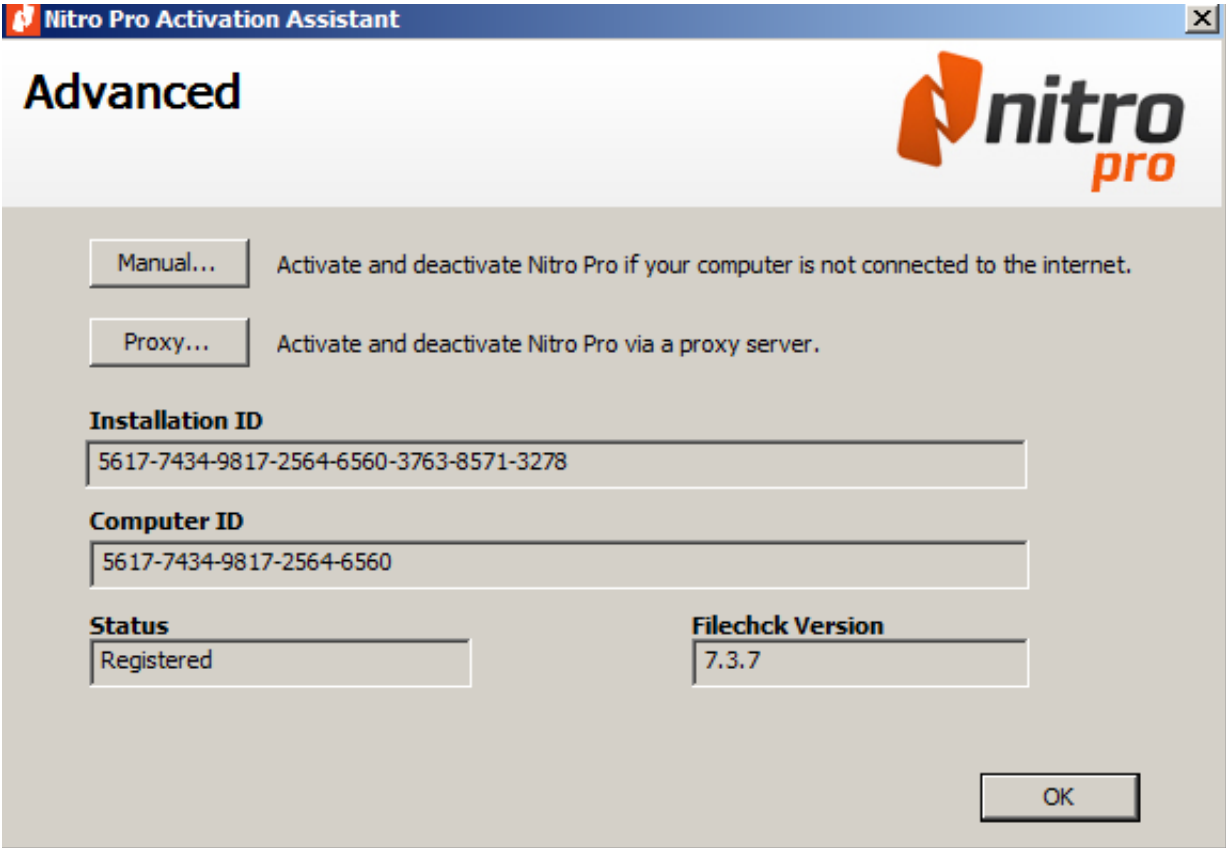 Nitro Pro Activation Assistant
Advanced
nitro
pro
Manual... Activate and deactivate Nitro Pro if your computer is not connected to the internet.
Proxy... Activate and deactivate Nitro Pro via a proxy server.
Installation ID
5617-7434-9817-2564-6560-3763-8571-3278
Computer ID
5617-7434-9817-2564-6560
Status Filechck Version
Registered 7.3.7
OK